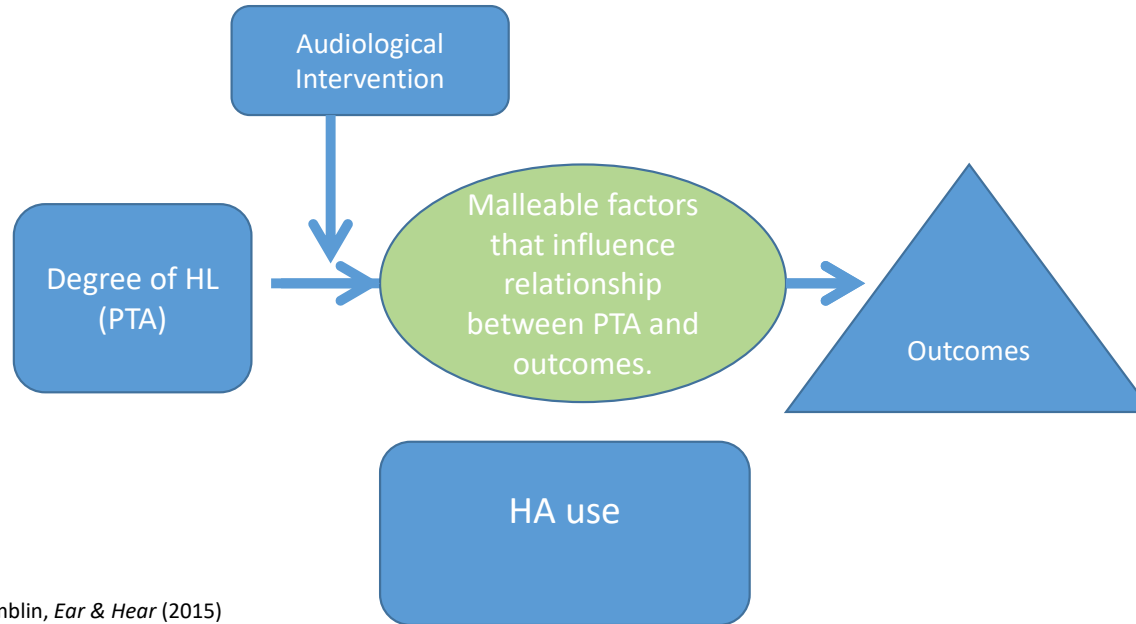 Audiological
Intervention
Degree of HL
(PTA)
Malleable factors
that influence
relationship
between PTA and
outcomes.
Outcomes
HA use
Ear & Hear (2015)